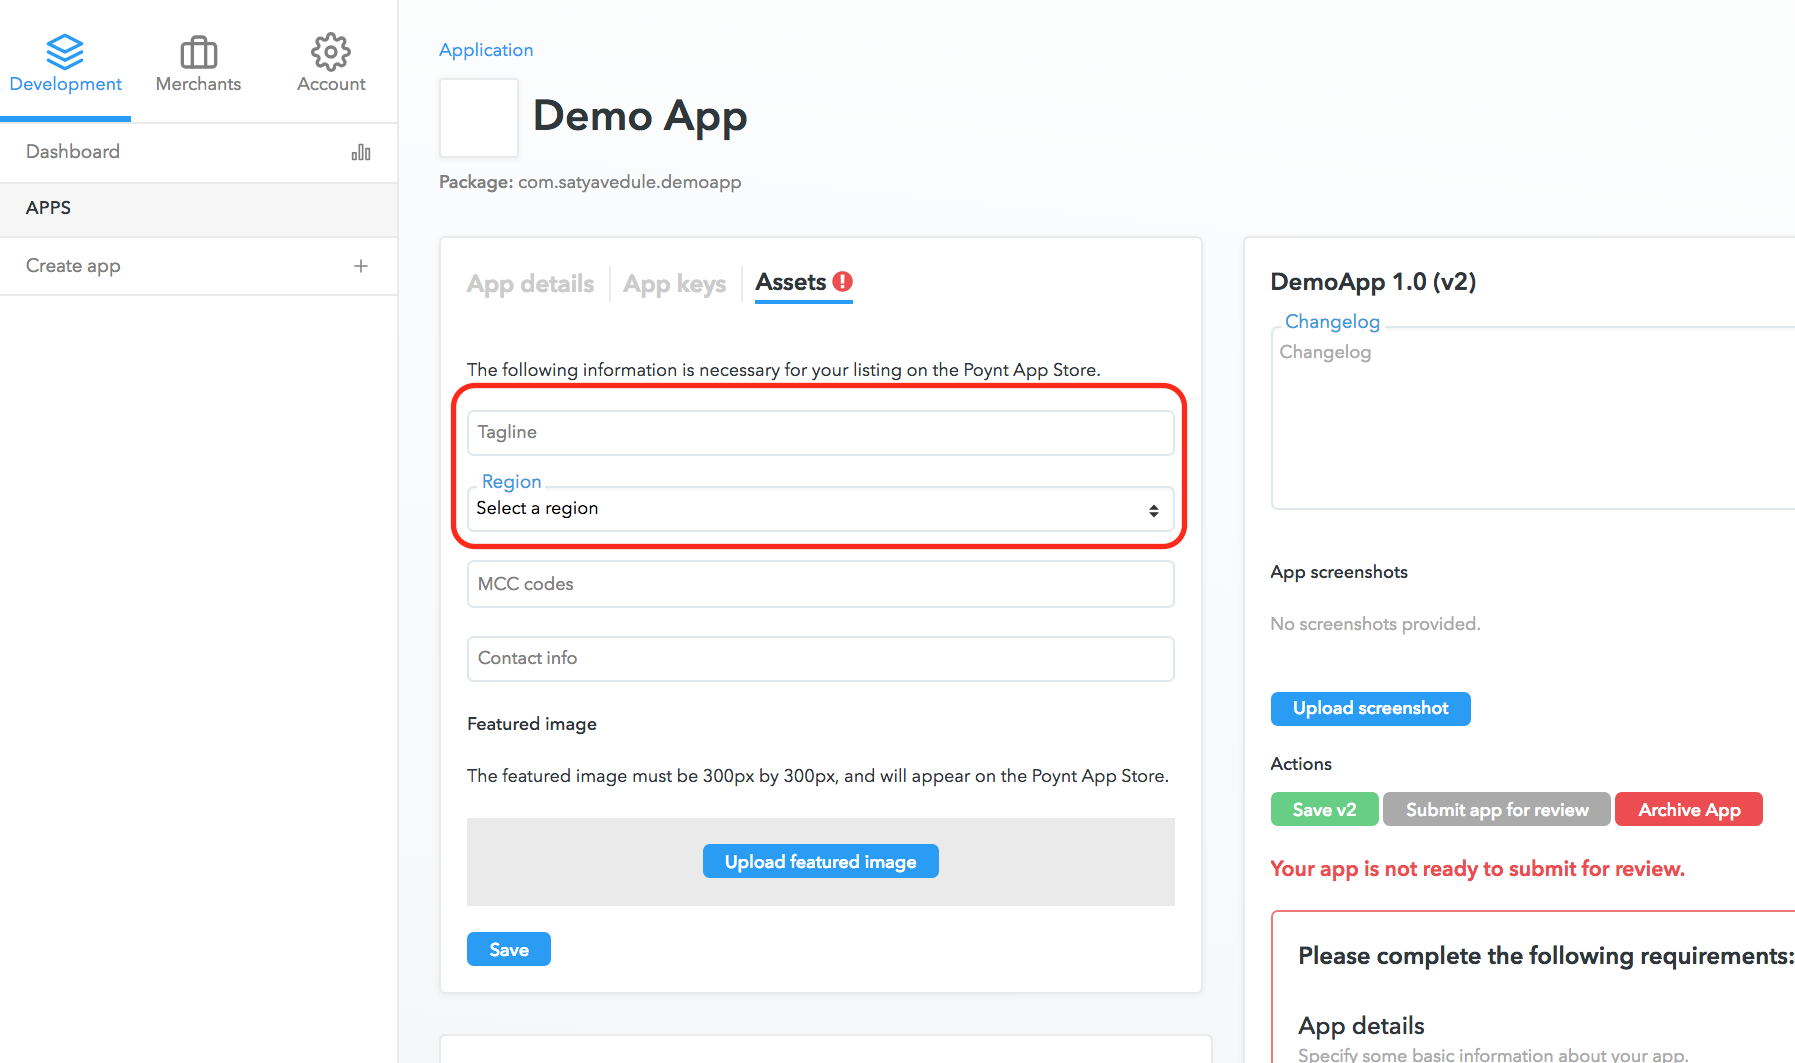 Development
Merchants
Account
Dashboard
APPS
Create app
Application
Demo App
Package: com.satyavedule.demoapp
App details
App keys
Assets !
The following information is necessary for your listing on the Poynt App Store.
Tagline
Region
Select a region
MCC codes
Contact info
Featured image
The featured image must be 300px by 300px, and will appear on the Poynt App Store.
Upload featured image
Save
DemoApp 1.0 (v2)
Changelog
Changelog
App screenshots
No screenshots provided.
Upload screenshot
Actions
Save v2
Submit app for review
Archive App
Your app is not ready to submit for review.
Please complete the following requirements:
App details
Specify some basic information about your app.